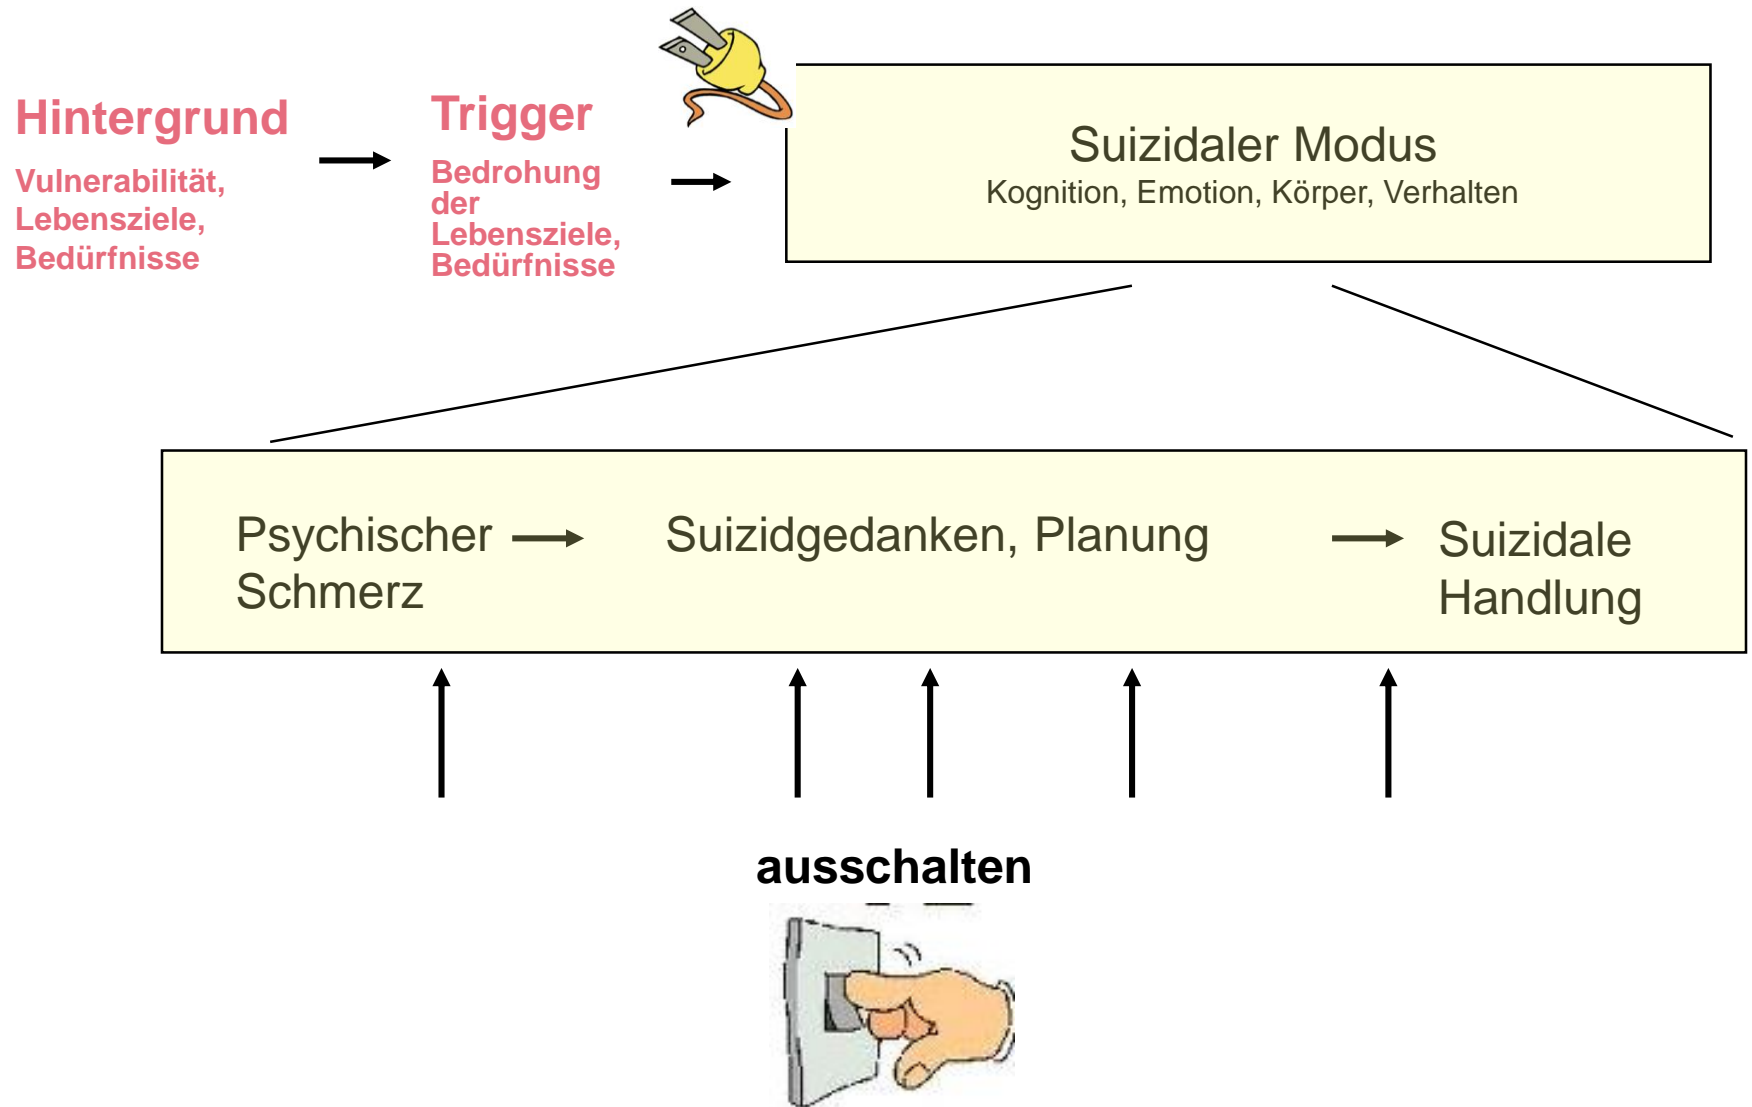 Hintergrund
Vulnerabilität,
Lebensziele,
Bedürfnisse
Trigger
Bedrohung
der
Lebensziele,
Bedürfnisse
Suizidaler Modus
Kognition, Emotion, Körper, Verhalten
Psychischer
Schmerz
Suizidgedanken, Planung
Suizidale
Handlung
ausschalten